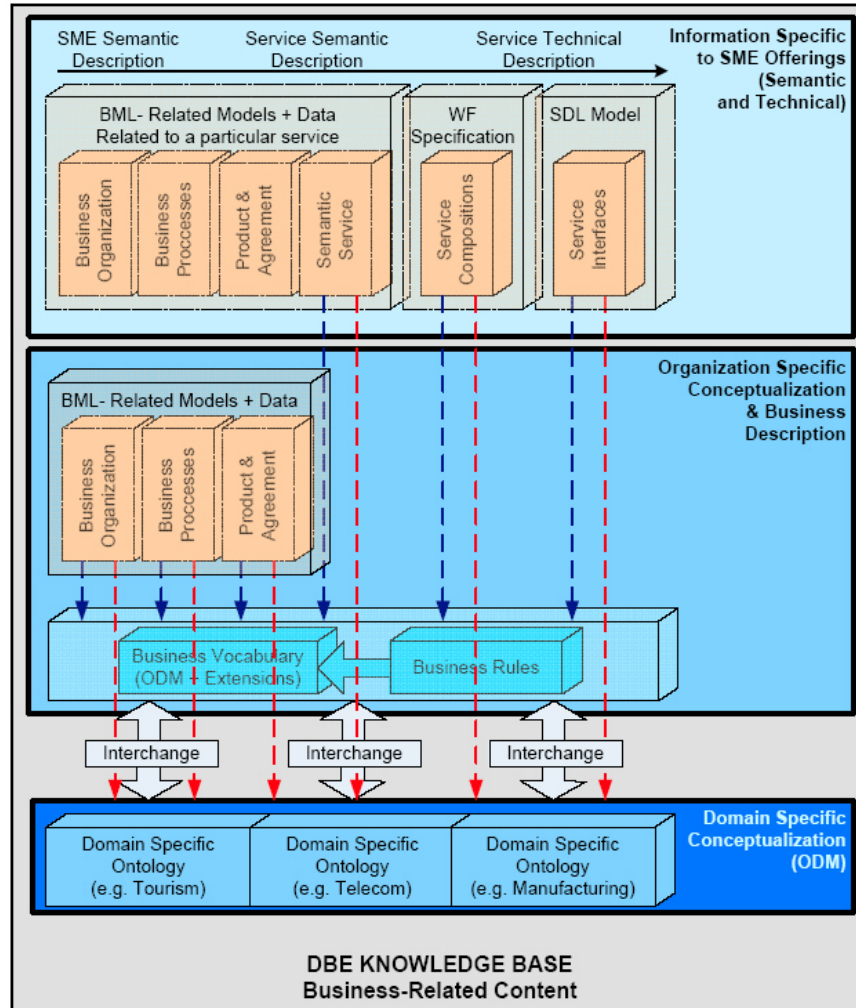 SME Semantic
Description
Service Semantic
Description
Service Technical
Description
Information Specific
to SME Offerings
(Semantic
and Technical)
BML- Related Models + Data
Related to a particular service
WF
Specification
SDL Model
Business
Organization
Business
Proccesses
Product &
Agreement
Semantic
Service
Service
Compositions
Service
Interfaces
Organization Specific
Conceptualization
& Business
Description
BML- Related Models + Data
Business
Organization
Business
Proccesses
Product &
Agreement
Business Vocabulary
(ODM + Extensions)
Business Rules
Interchange
Interchange
Interchange
Domain Specific
Conceptualization
(ODM)
Domain Specific
Ontology
(e.g. Tourism)
Domain Specific
Ontology
(e.g. Telecom)
Domain Specific
Ontology
(e.g. Manufacturing)
DBE KNOWLEDGE BASE
Business-Related Content